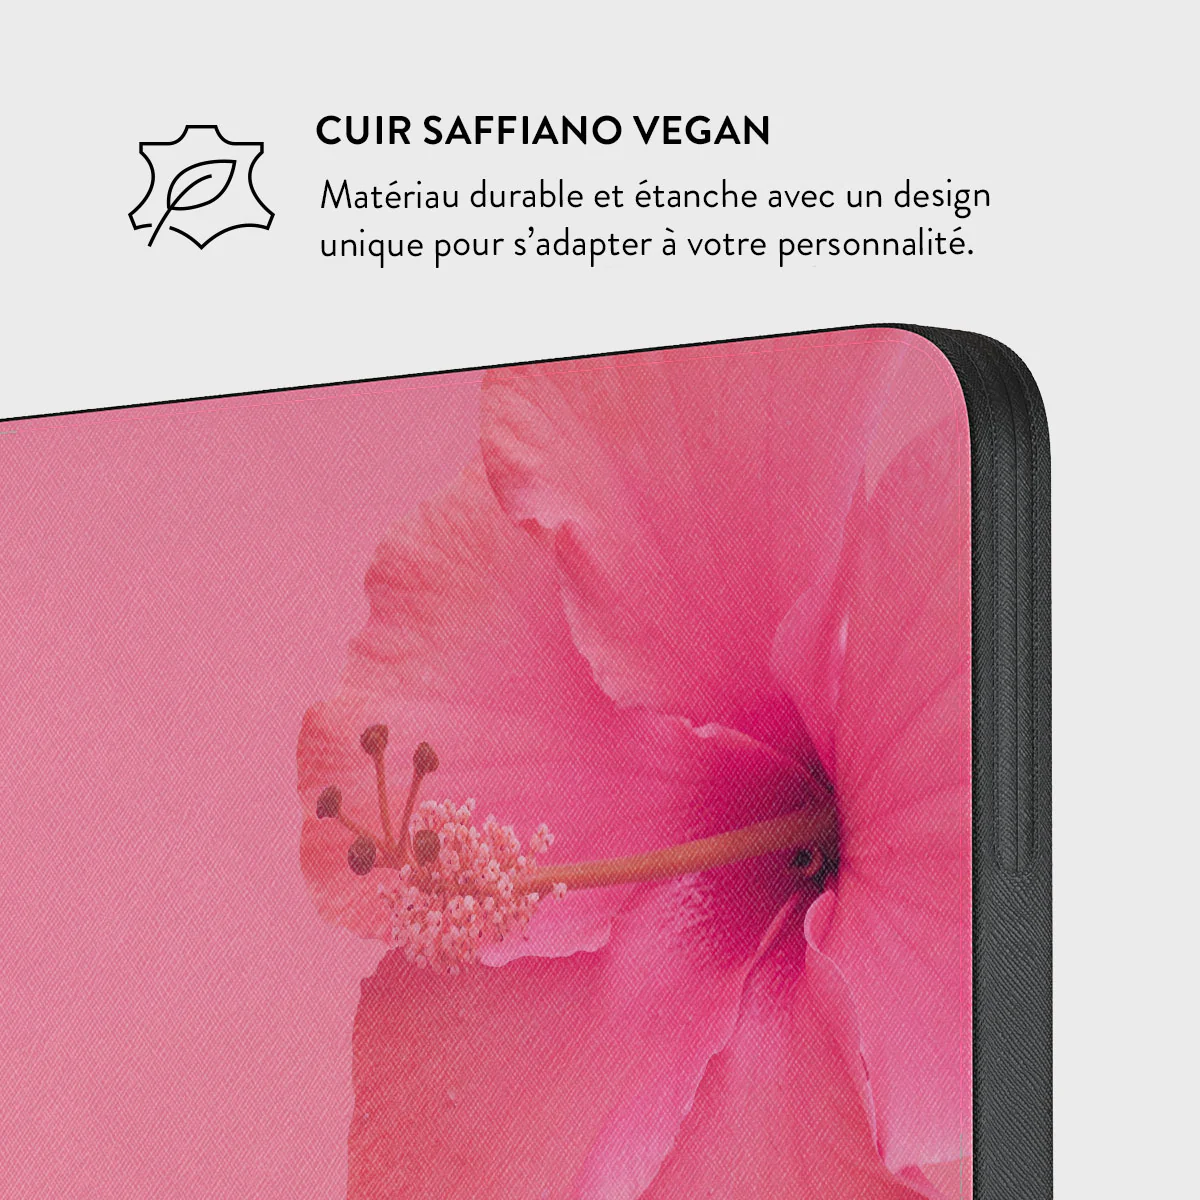 CUIR SAFFIANO VEGAN
Matériau durable et étanche avec un design
unique pour s’adapter à votre personnalité.